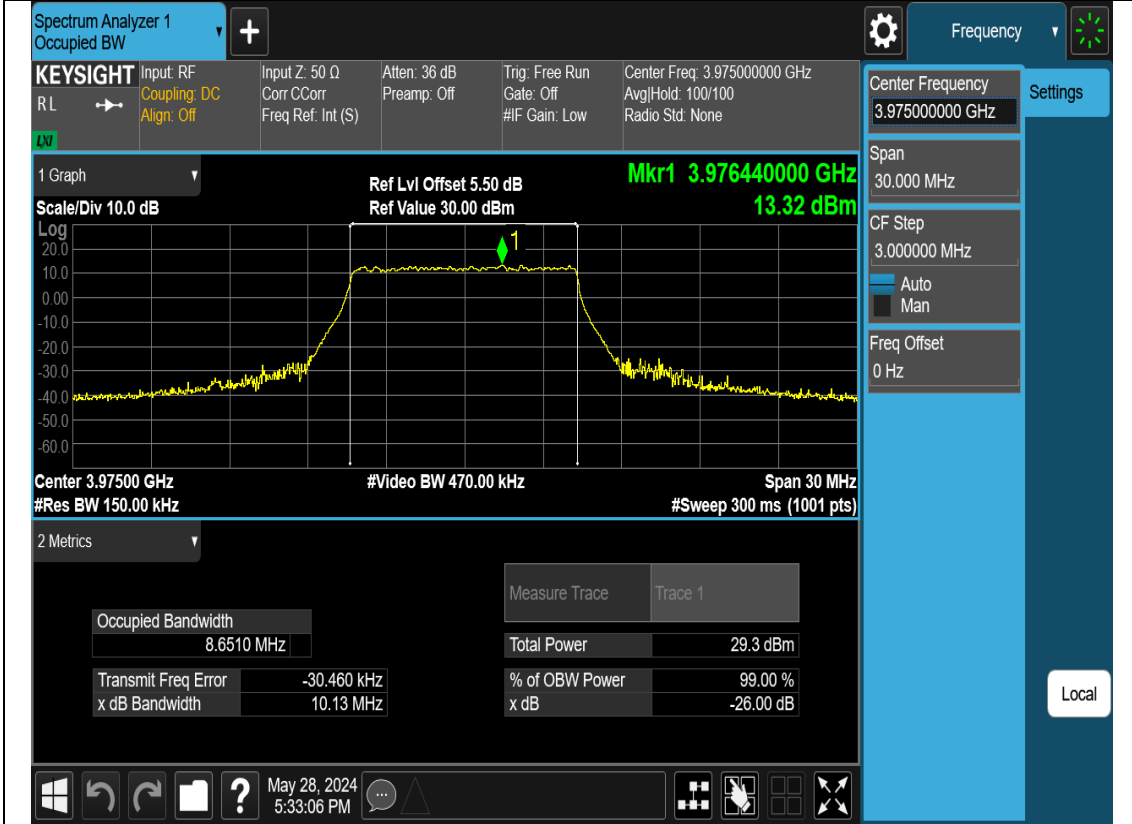 Spectrum Analyzer 1
Occupied BW
+
Frequency
KEYSIGHT
RL
LXI
Input: RF
Coupling: DC
Align: Off
Input Z: 50 Ω
Corr CCorr
Freq Ref: Int (S)
Atten: 36 dB
Preamp: Off
Trig: Free Run
Gate: Off
#IF Gain: Low
Center Freq: 3.975000000 GHz
Avg|Hold: 100/100
Radio Std: None
Center Frequency
3.975000000 GHz
Settings
Span
30.000 MHz
CF Step
3.000000 MHz
Auto
Man
Freq Offset
0 Hz
Local
1 Graph
Scale/Div 10.0 dB
Ref Lvl Offset 5.50 dB
Ref Value 30.00 dBm
Mkr1 3.976440000 GHz
13.32 dBm
Log
1
20.0
10.0
0.00
-10.0
-20.0
-30.0
-40.0
-50.0
-60.0
Center 3.97500 GHz
#Video BW 470.00 kHz
Span 30 MHz
#Res BW 150.00 kHz
#Sweep 300 ms (1001 pts)
2 Metrics
Measure Trace
Trace 1
Occupied Bandwidth
8.6510 MHz
Total Power
29.3 dBm
Transmit Freq Error
-30.460 kHz
% of OBW Power
99.00 %
x dB Bandwidth
10.13 MHz
x dB
-26.00 dB
?
May 28, 2024
5:33:06 PM